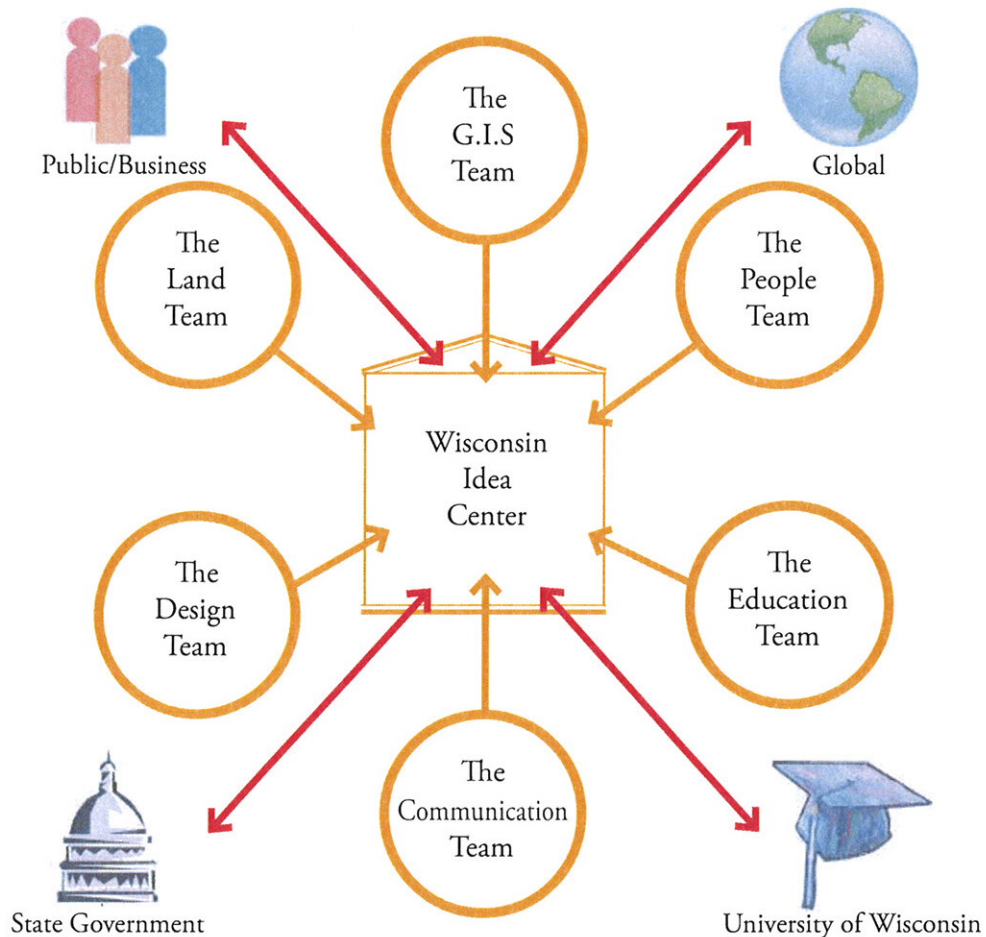 The
G.I.S
Team
Public/Business
Global
The
Land
Team
The
People
Team
Wisconsin
Idea
Center
The
Design
Team
The
Education
Team
The
Communication
Team
State Government
University of Wisconsin